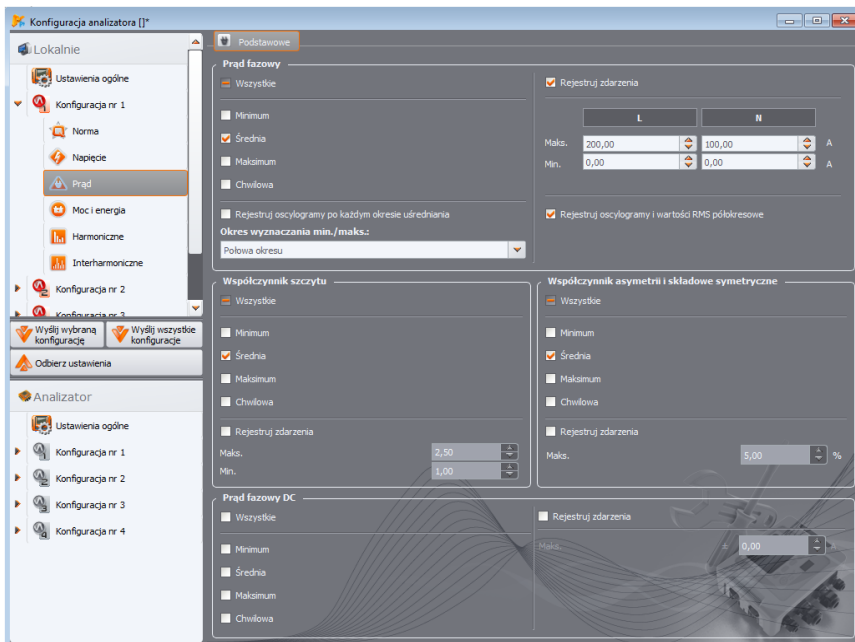 Konfiguracja analizatora []*
Lokalnie
Ustawienia ogólne
Konfiguracja nr 1
Norma
Napięcie
Prąd
Moc i energia
Harmoniczne
Interharmoniczne
Konfiguracja nr 2
Konfiguracja nr 3
Wyślij wybraną konfigurację
Wyślij wszystkie konfiguracje
Odbierz ustawienia
Analizator
Ustawienia ogólne
Konfiguracja nr 1
Konfiguracja nr 2
Konfiguracja nr 3
Konfiguracja nr 4
Podstawowe
Prąd fazowy
Wszystkie
Minimum
Średnia
Maksimum
Chwilowa
Rejestruj oscylogramy po każdym okresie uśredniania
Okres wyznaczania min./maks.:
Połowa okresu
Rejestruj zdarzenia
L N
Maks. 200,00 100,00 A
Min. 0,00 0,00 A
Rejestruj oscylogramy i wartości RMS półokresowe
Współczynnik szczytu
Wszystkie
Minimum
Średnia
Maksimum
Chwilowa
Rejestruj zdarzenia
Maks. 2,50
Min. 1,00
Współczynnik asymetrii i składowe symetryczne
Wszystkie
Minimum
Średnia
Maksimum
Chwilowa
Rejestruj zdarzenia
Maks. 5,00 %
Prąd fazowy DC
Wszystkie
Minimum
Średnia
Maksimum
Chwilowa
Rejestruj zdarzenia
Maks. ± 0,00 A